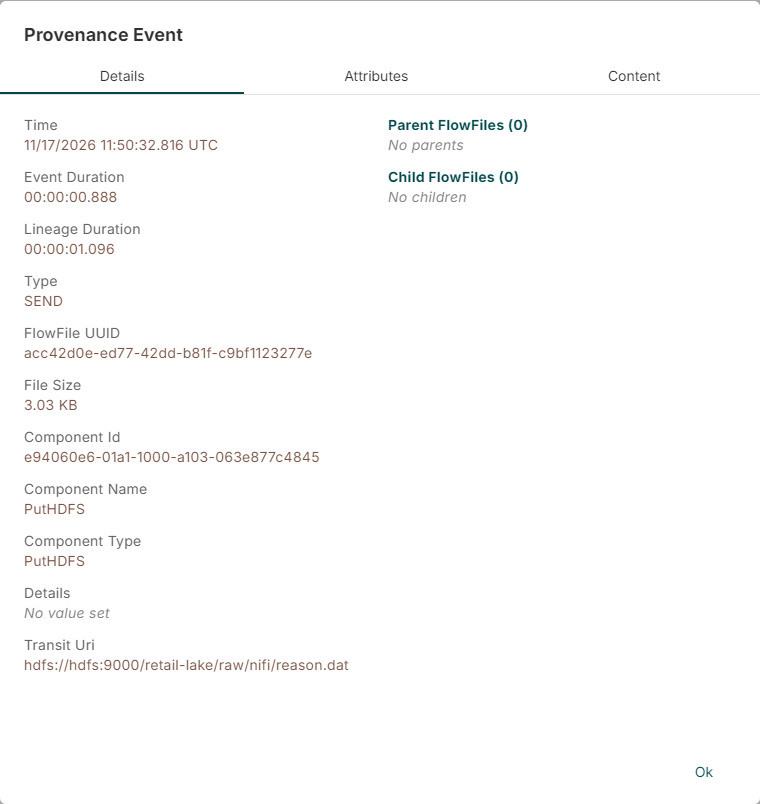 Provenance Event
Details
Attributes
Content
Time
11/17/2026 11:50:32.816 UTC
Event Duration
00:00:00.888
Lineage Duration
00:00:01.096
Type
SEND
FlowFile UUID
acc42d0e-ed77-42dd-b81f-c9bf1123277e
File Size
3.03 KB
Component Id
e94060e6-01a1-1000-a103-063e877c4845
Component Name
PutHDFS
Component Type
PutHDFS
Details
No value set
Transit Uri
hdfs://hdfs:9000/retail-lake/raw/nifi/reason.dat
Parent FlowFiles (0)
No parents
Child FlowFiles (0)
No children
Ok